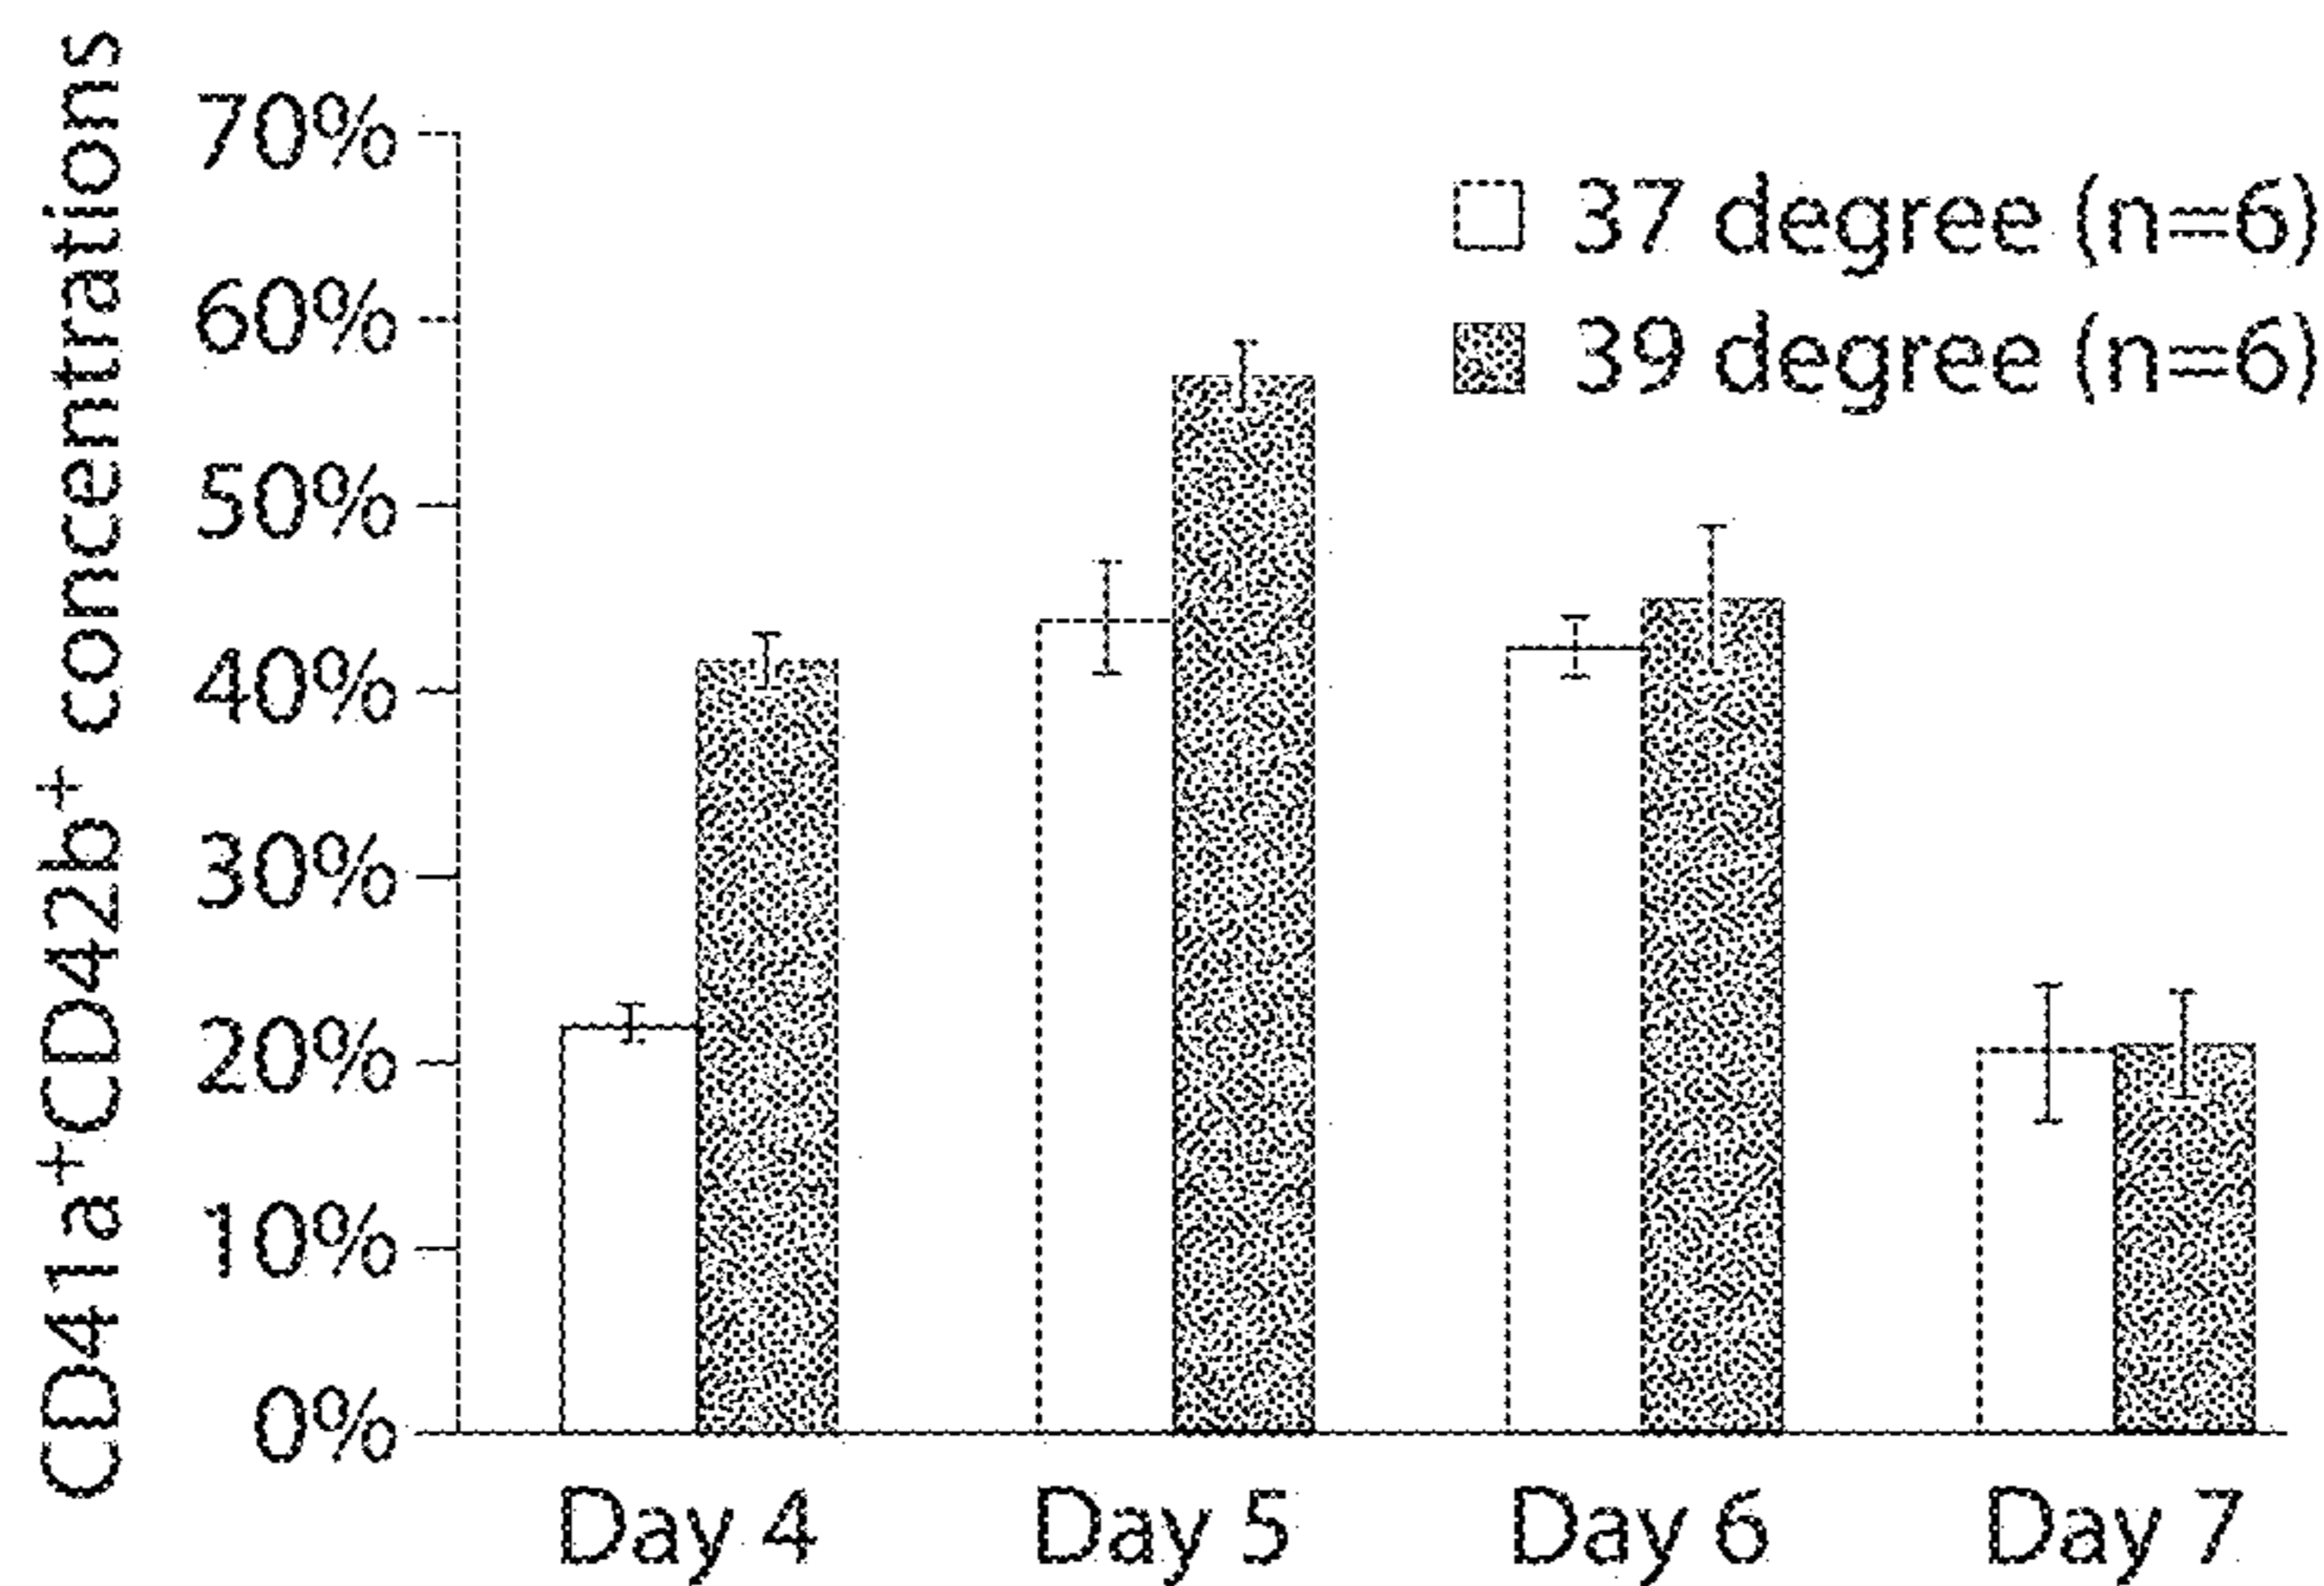 CD41a⁺CD42b⁺ concentrations
70%
60%
50%
40%
30%
20%
10%
0%
37 degree (n=6)
39 degree (n=6)
Day 4
Day 5
Day 6
Day 7